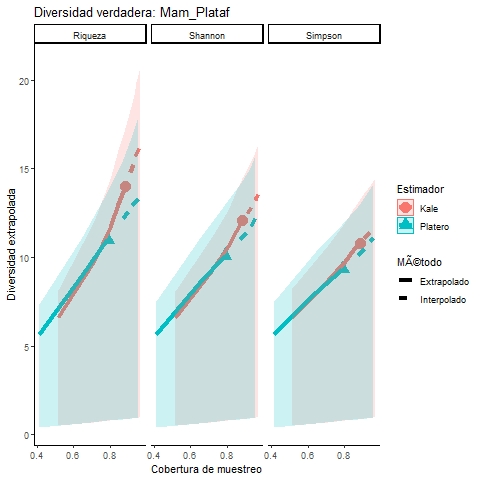 Diversidad verdadera: Mam_Plataf
Riqueza
Shannon
Simpson
20
15
10
5
0
Diversidad extrapolada
0.4
0.6
0.8
0.4
0.6
0.8
0.4
0.6
0.8
Cobertura de muestreo
Estimador
Kale
Platero
MÃ©todo
Extrapolado
Interpolado